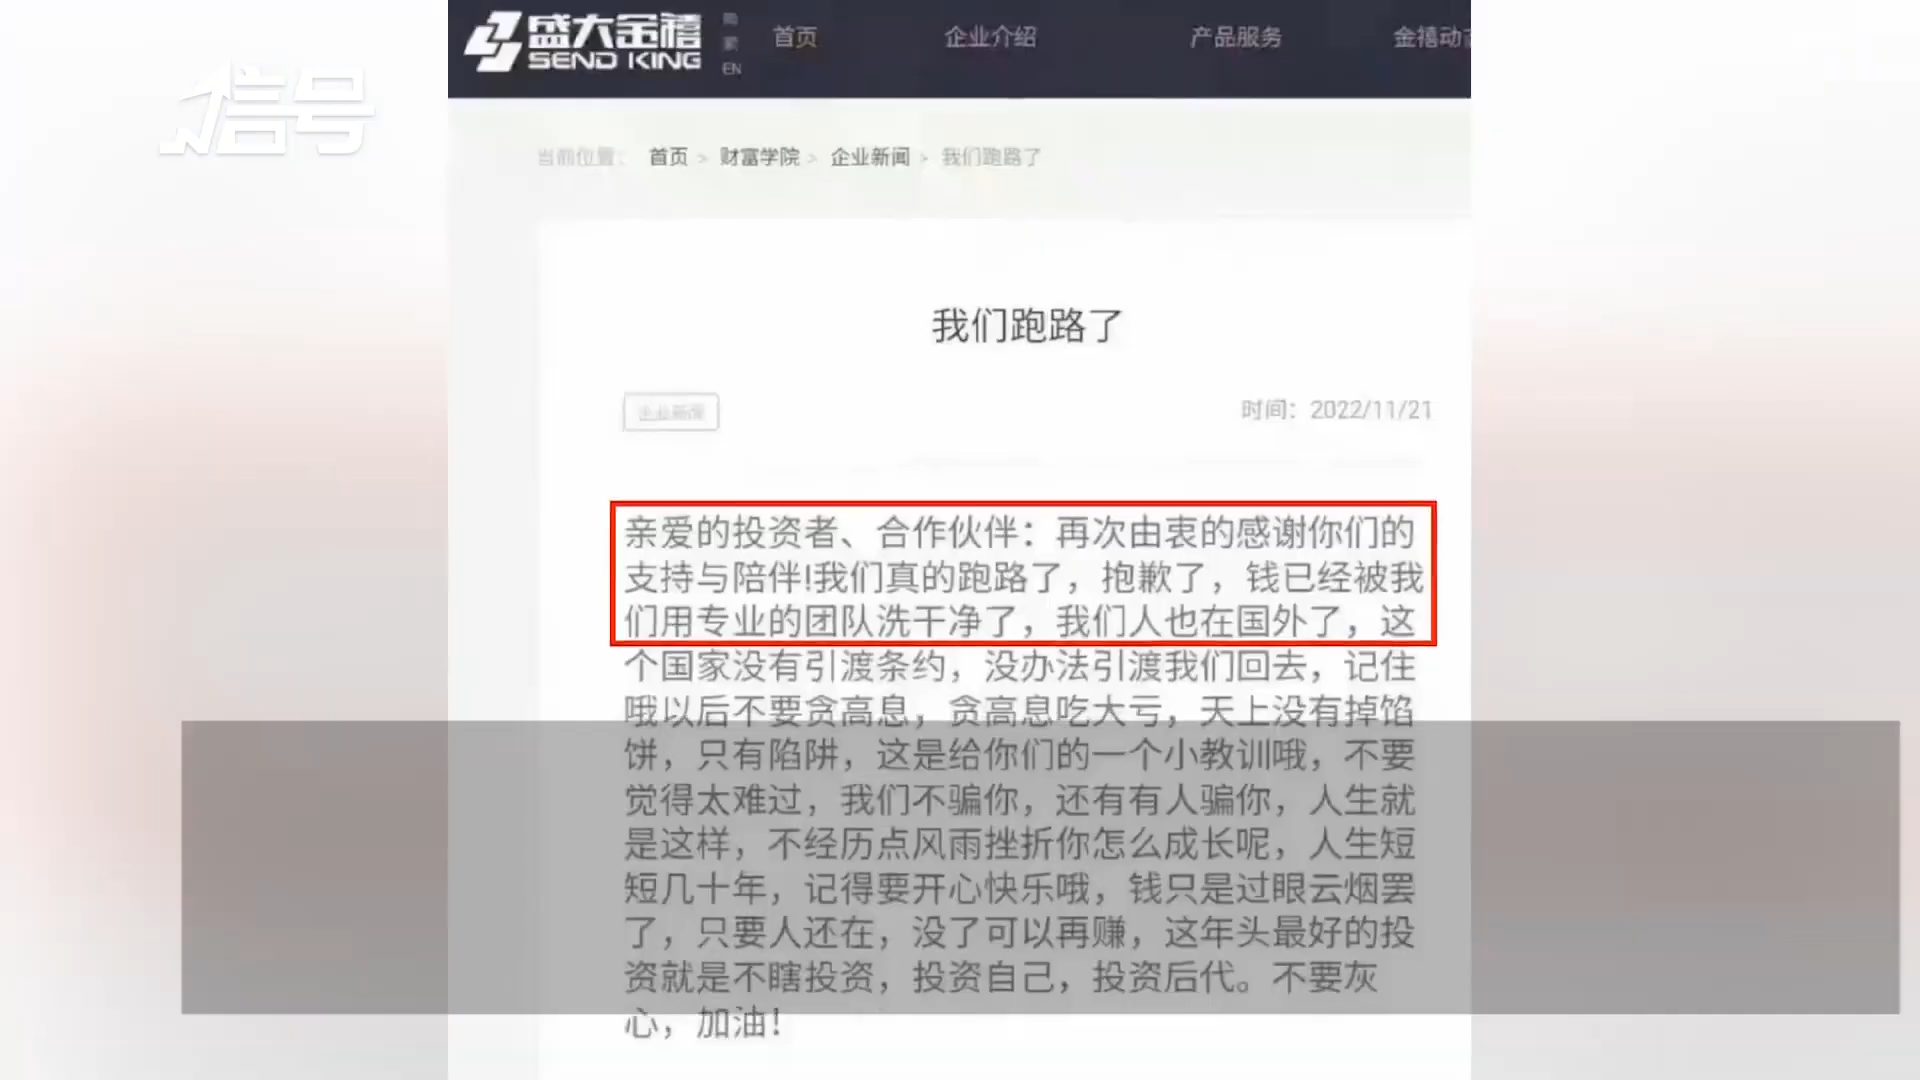 信号
盛大金禧
SEND KING
简
繁
EN
首页
企业介绍
产品服务
金禧动态
当前位置:
首页 > 财富学院 > 企业新闻 > 我们跑路了
我们跑路了
企业新闻
时间：2022/11/21
亲爱的投资者、合作伙伴：再次由衷的感谢你们的
支持与陪伴!我们真的跑路了，抱歉了，钱已经被我
们用专业的团队洗干净了，我们人也在国外了，这
个国家没有引渡条约，没办法引渡我们回去，记住
哦以后不要贪高息，贪高息吃大亏，天上没有掉馅
饼，只有陷阱，这是给你们的一个小教训哦，不要
觉得太难过，我们不骗你，还有有人骗你，人生就
是这样，不经历点风雨挫折你怎么成长呢，人生短
短几十年，记得要开心快乐哦，钱只是过眼云烟罢
了，只要人还在，没了可以再赚，这年头最好的投
资就是不瞎投资，投资自己，投资后代。不要灰
心，加油！